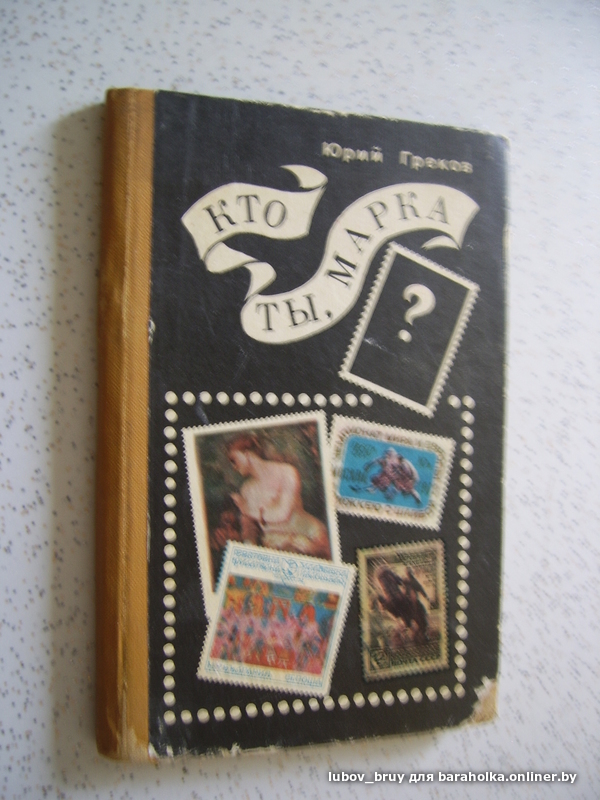 Юрий Греков
КТО
ТЫ, МАРКА
?
lubov_bruy для baraholka.onliner.by